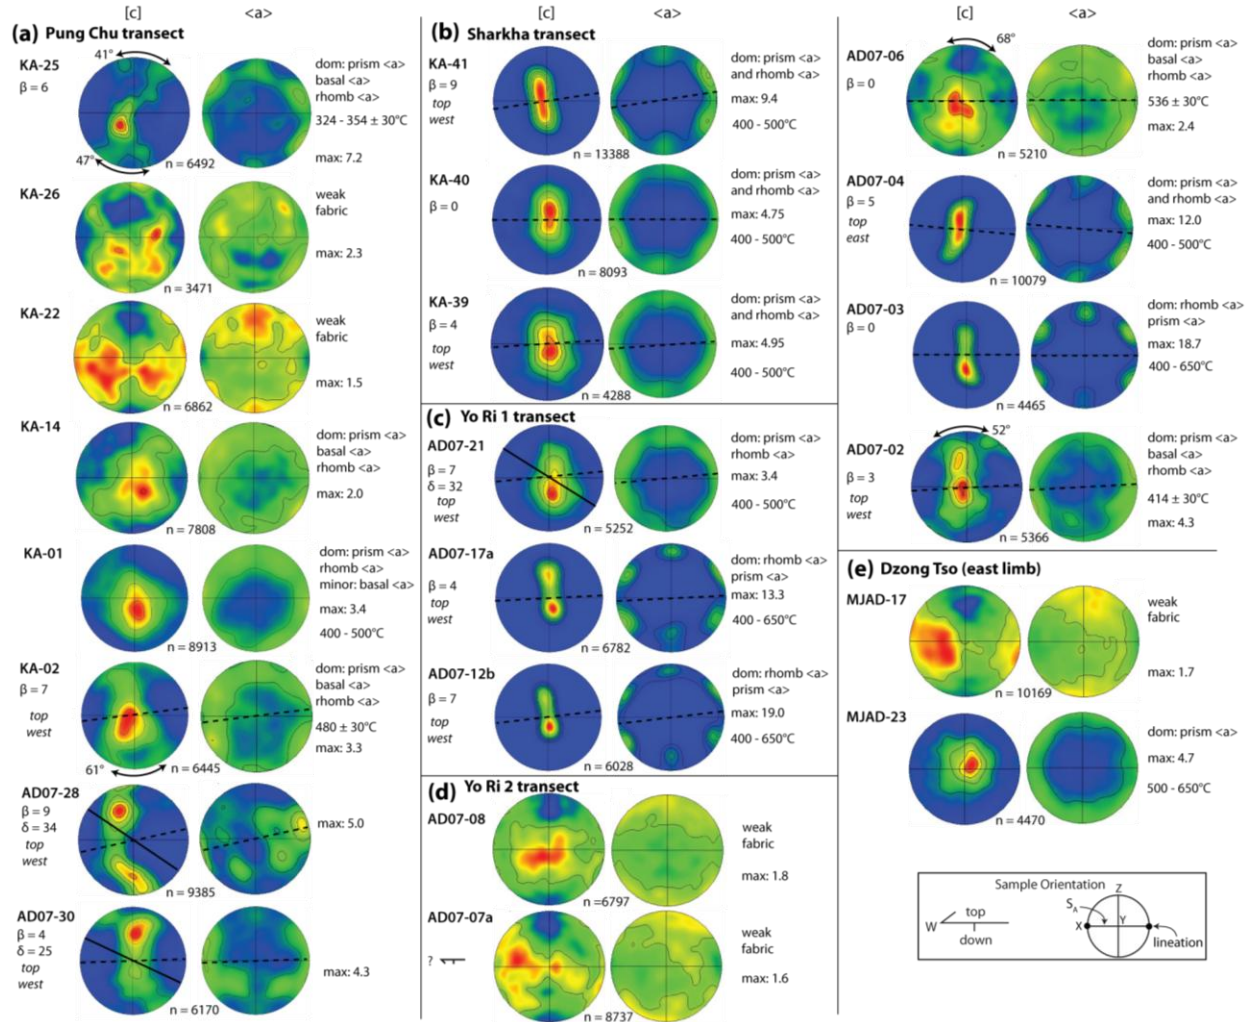 [c] <a>
(a) Pung Chu transect
41°
KA-25
β = 6
47°
n = 6492
dom: prism <a>
basal <a>
rhomb <a>
324 - 354 ± 30°C
max: 7.2
KA-26
n = 3471
weak
fabric
max: 2.3
KA-22
n = 6862
weak
fabric
max: 1.5
KA-14
n = 7808
dom: prism <a>
basal <a>
rhomb <a>
max: 2.0
KA-01
n = 8913
dom: prism <a>
rhomb <a>
minor: basal <a>
max: 3.4
400 - 500°C
KA-02
β = 7
top
west
61°
n = 6445
dom: prism <a>
basal <a>
rhomb <a>
480 ± 30°C
max: 3.3
AD07-28
β = 9
δ = 34
top
west
n = 9385
max: 5.0
AD07-30
β = 4
δ = 25
top
west
n = 6170
max: 4.3
[c] <a>
(b) Sharkha transect
KA-41
β = 9
top
west
n = 13388
dom: prism <a>
and rhomb <a>
max: 9.4
400 - 500°C
KA-40
β = 0
n = 8093
dom: prism <a>
and rhomb <a>
max: 4.75
400 - 500°C
KA-39
β = 4
top
west
n = 4288
dom: prism <a>
and rhomb <a>
max: 4.95
400 - 500°C
(c) Yo Ri 1 transect
AD07-21
β = 7
δ = 32
top
west
n = 5252
dom: prism <a>
rhomb <a>
max: 3.4
400 - 500°C
AD07-17a
β = 4
top
west
n = 6782
dom: rhomb <a>
prism <a>
max: 13.3
400 - 650°C
AD07-12b
β = 7
top
west
n = 6028
dom: rhomb <a>
prism <a>
max: 19.0
400 - 650°C
(d) Yo Ri 2 transect
AD07-08
n =6797
weak
fabric
max: 1.8
AD07-07a
?
n = 8737
weak
fabric
max: 1.6
[c] <a>
AD07-06
β = 0
68°
n = 5210
dom: prism <a>
basal <a>
rhomb <a>
536 ± 30°C
max: 2.4
AD07-04
β = 5
top
east
n = 10079
dom: prism <a>
and rhomb <a>
max: 12.0
400 - 500°C
AD07-03
β = 0
n = 4465
dom: rhomb <a>
prism <a>
max: 18.7
400 - 650°C
AD07-02
52°
β = 3
top
west
n = 5366
dom: prism <a>
basal <a>
rhomb <a>
414 ± 30°C
max: 4.3
(e) Dzong Tso (east limb)
MJAD-17
n = 10169
weak
fabric
max: 1.7
MJAD-23
n = 4470
dom: prism <a>
max: 4.7
500 - 650°C
Sample Orientation
W top
down
Z
SA
X Y
lineation